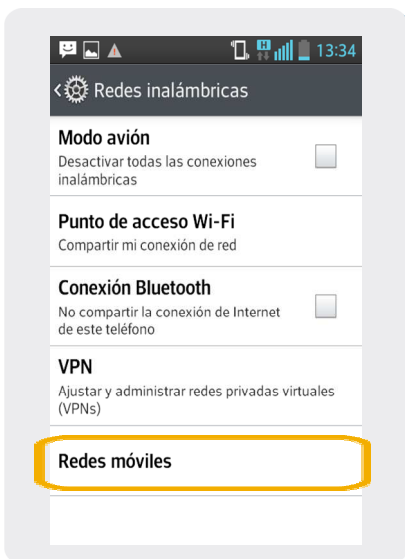 H 13:34
Redes inalámbricas
Modo avión
Desactivar todas las conexiones
inalámbricas
Punto de acceso Wi-Fi
Compartir mi conexión de red
Conexión Bluetooth
No compartir la conexión de Internet
de este teléfono
VPN
Ajustar y administrar redes privadas virtuales
(VPNs)
Redes móviles